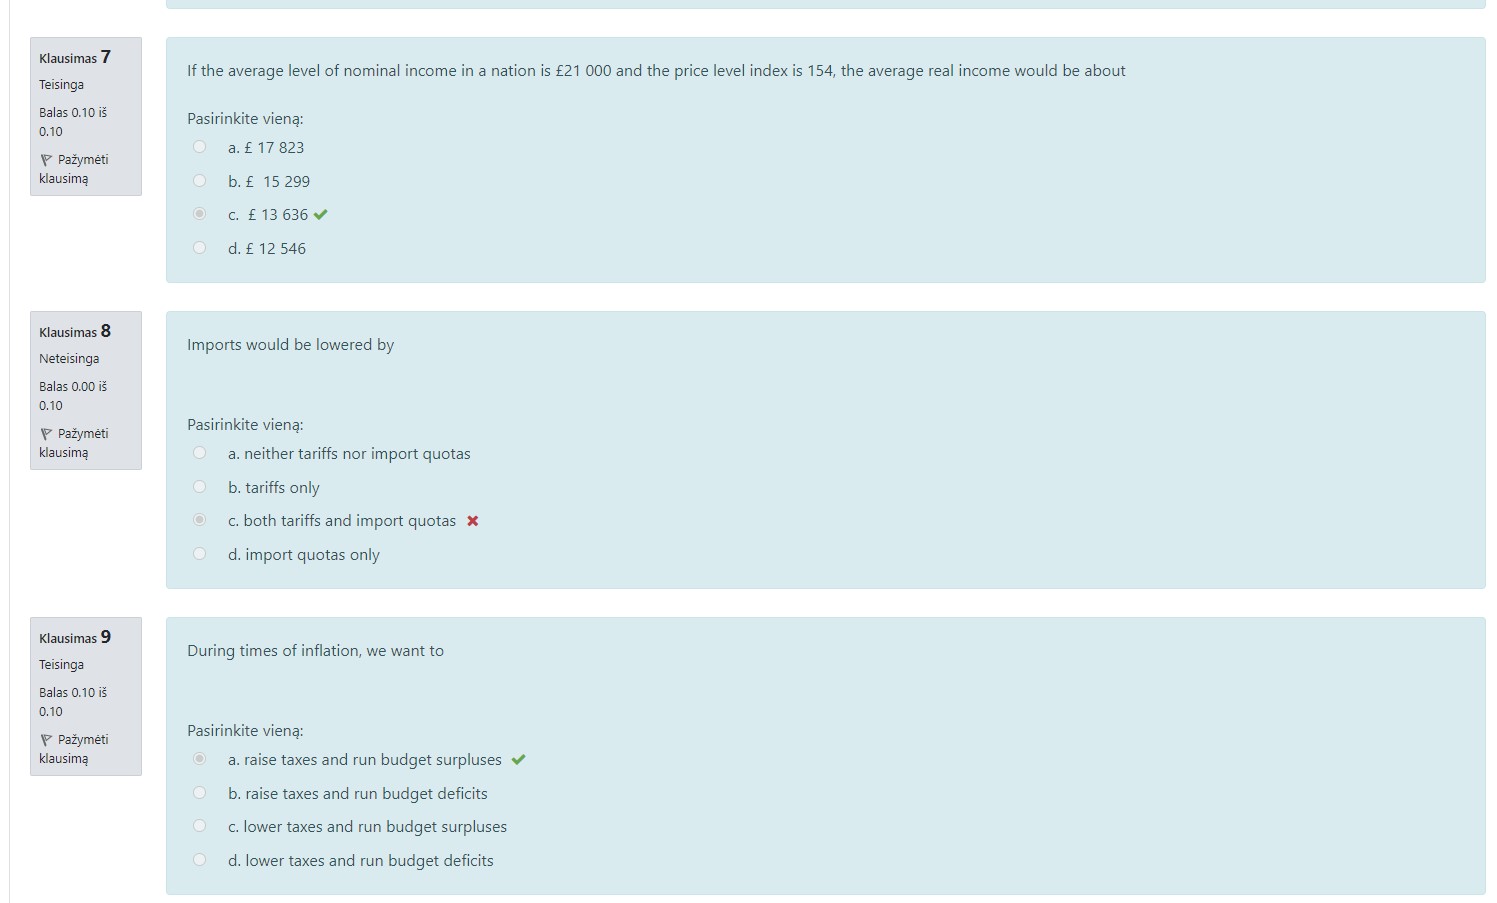 Klausimas 7
Teisinga
Balas 0.10 iš
0.10
Pažymėti
klausimą
If the average level of nominal income in a nation is £21 000 and the price level index is 154, the average real income would be about
Pasirinkite vieną:
a. £ 17 823
b. £  15 299
c.  £ 13 636
d. £ 12 546
Klausimas 8
Neteisinga
Balas 0.00 iš
0.10
Pažymėti
klausimą
Imports would be lowered by
Pasirinkite vieną:
a. neither tariffs nor import quotas
b. tariffs only
c. both tariffs and import quotas
d. import quotas only
Klausimas 9
Teisinga
Balas 0.10 iš
0.10
Pažymėti
klausimą
During times of inflation, we want to
Pasirinkite vieną:
a. raise taxes and run budget surpluses
b. raise taxes and run budget deficits
c. lower taxes and run budget surpluses
d. lower taxes and run budget deficits